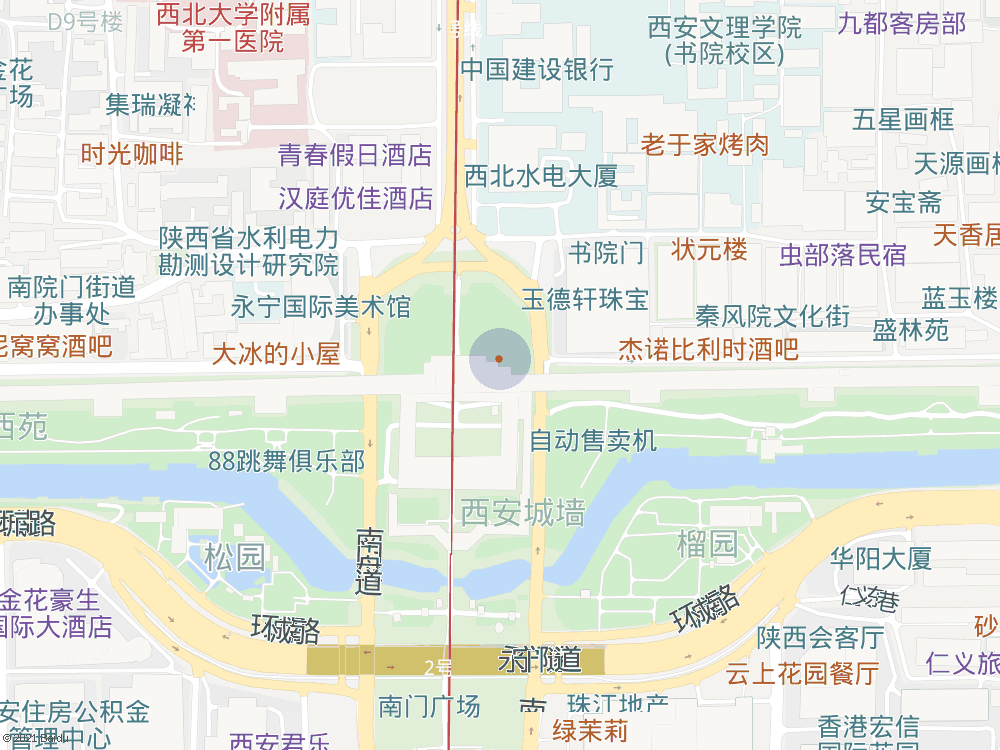 D9号楼
西北大学附属
第一医院
西安文理学院
(书院校区)
九都客房部
中国建设银行
金花
广场
集瑞凝
五星画框
时光咖啡
青春假日酒店
老于家烤肉
天源画框
西北水电大厦
汉庭优佳酒店
安宝斋
陕西省水利电力
勘测设计研究院
书院门
状元楼
虫部落民宿
天香居
南院门街道
办事处
永宁国际美术馆
玉德轩珠宝
秦风院文化街
蓝玉楼
盛林苑
尼窝窝酒吧
大冰的小屋
杰诺比利时酒吧
西苑
88跳舞俱乐部
自动售卖机
西安城墙
松园
榴园
华阳大厦
金花豪生
国际大酒店
环城路
环城路
陕西会客厅
仁义旅
砂
云上花园餐厅
2号
南门广场
南
珠江地产
绿茉莉
安住房公积金
管理中心
西安君乐
香港宏信
国际花园
© 2021 Baidu